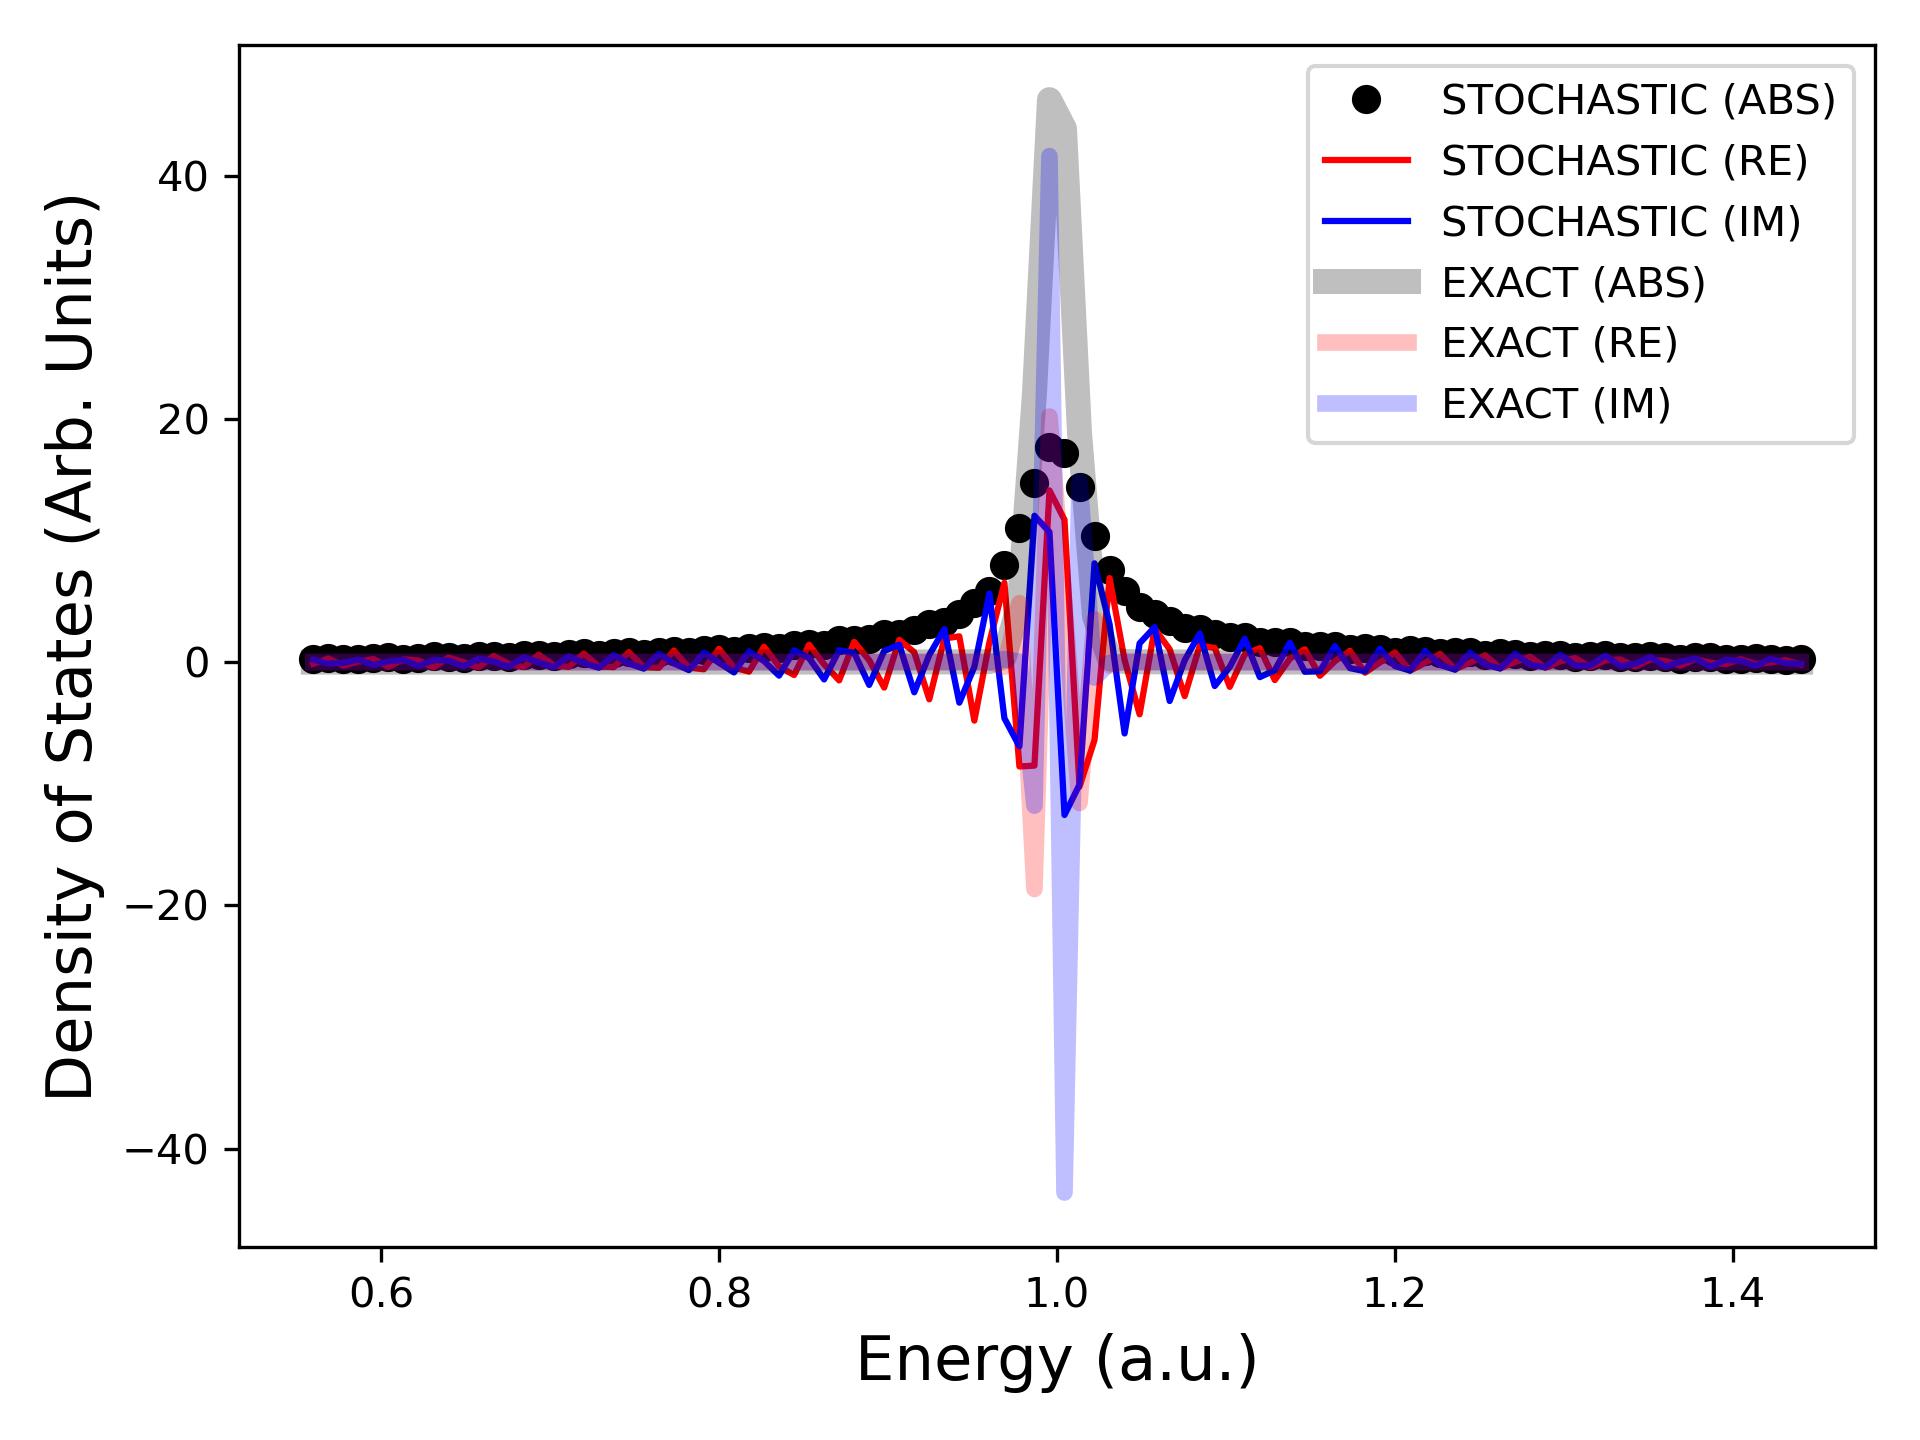 STOCHASTIC (ABS)
STOCHASTIC (RE)
STOCHASTIC (IM)
EXACT (ABS)
EXACT (RE)
EXACT (IM)
Density of States (Arb. Units)
40
20
0
−20
−40
0.6 0.8 1.0 1.2 1.4
Energy (a.u.)